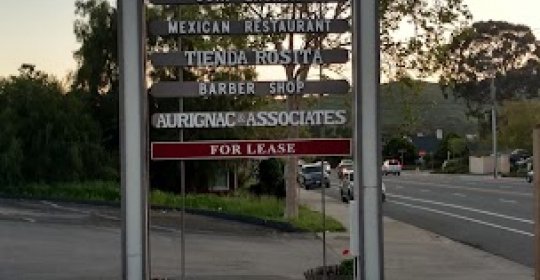 MEXICAN RESTAURANT
TIENDA ROSITA
BARBER SHOP
AURIGNAC & ASSOCIATES
FOR LEASE